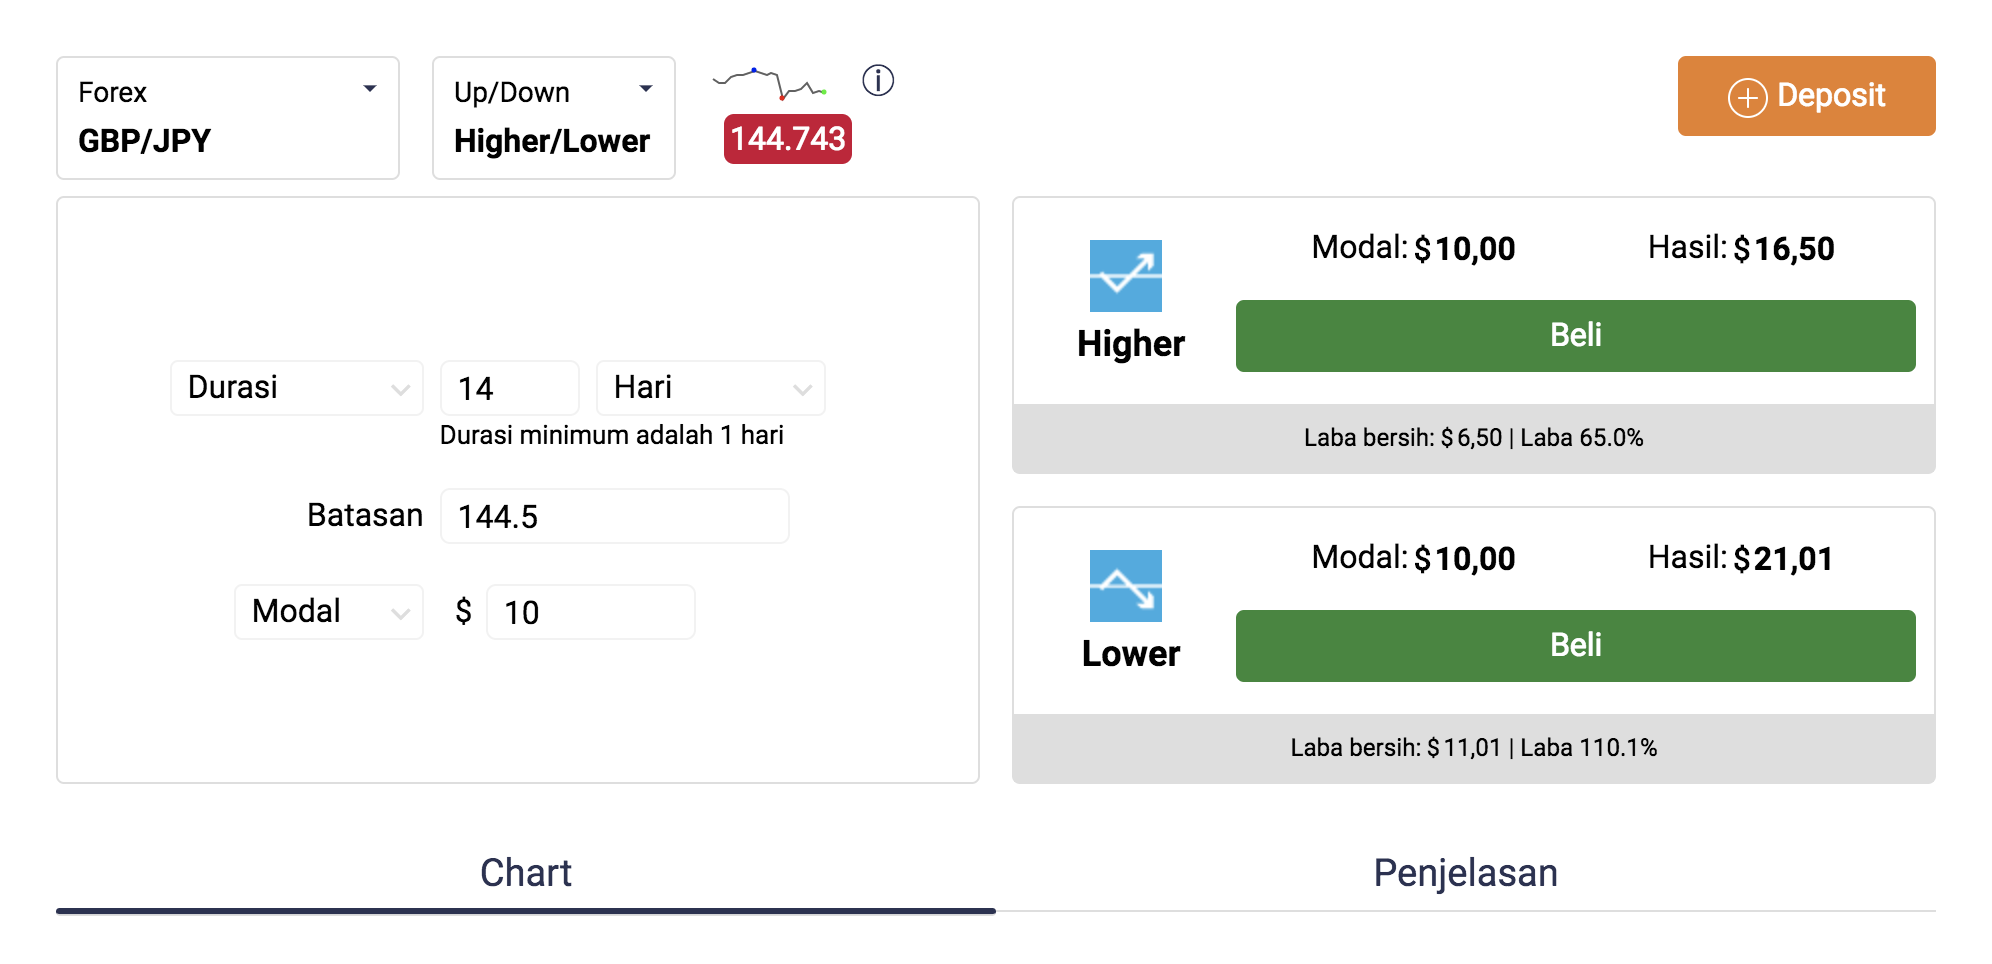 Forex
GBP/JPY
Up/Down
Higher/Lower
144.743
Deposit
Durasi
14
Hari
Durasi minimum adalah 1 hari
Batasan
144.5
Modal
$
10
Modal: $10,00
Hasil: $16,50
Higher
Beli
Laba bersih: $6,50 | Laba 65.0%
Modal: $10,00
Hasil: $21,01
Lower
Beli
Laba bersih: $11,01 | Laba 110.1%
Chart
Penjelasan